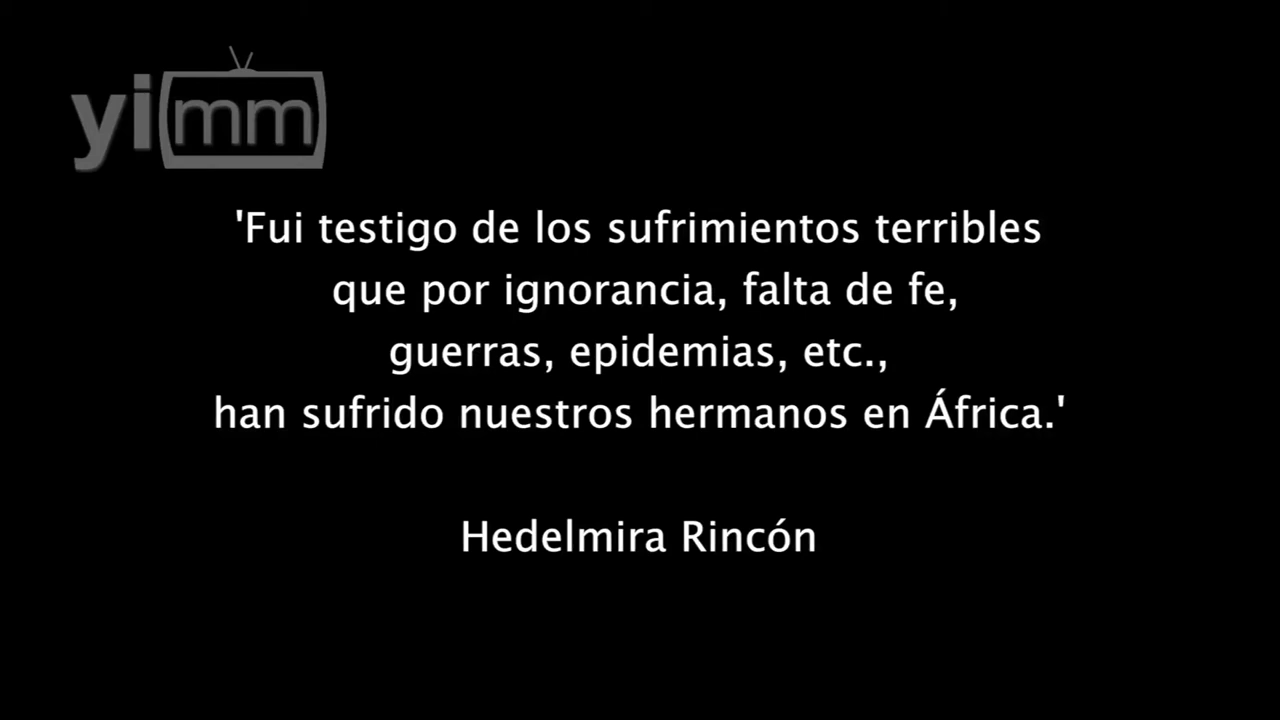 yimm
'Fui testigo de los sufrimientos terribles
que por ignorancia, falta de fe,
guerras, epidemias, etc.,
han sufrido nuestros hermanos en África.'
Hedelmira Rincón